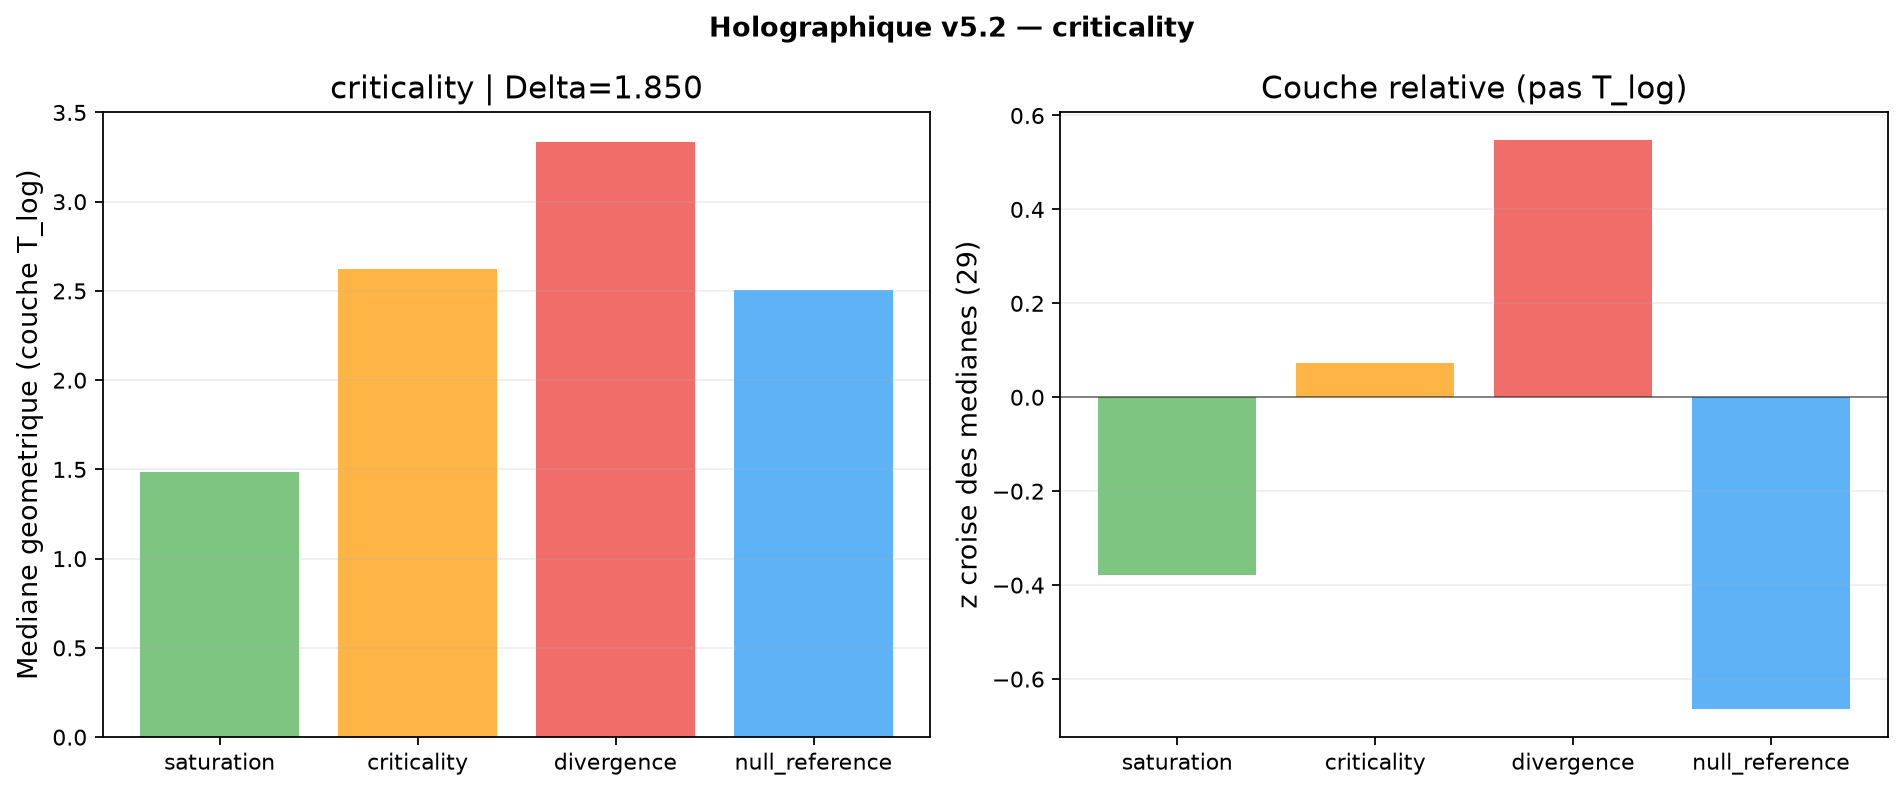 Holographique v5.2 — criticality
criticality | Delta=1.850
Mediane geometrique (couche T_log)
3.5
3.0
2.5
2.0
1.5
1.0
0.5
0.0
saturation
criticality
divergence
null_reference
Couche relative (pas T_log)
z croise des medianes (29)
0.6
0.4
0.2
0.0
−0.2
−0.4
−0.6
saturation
criticality
divergence
null_reference